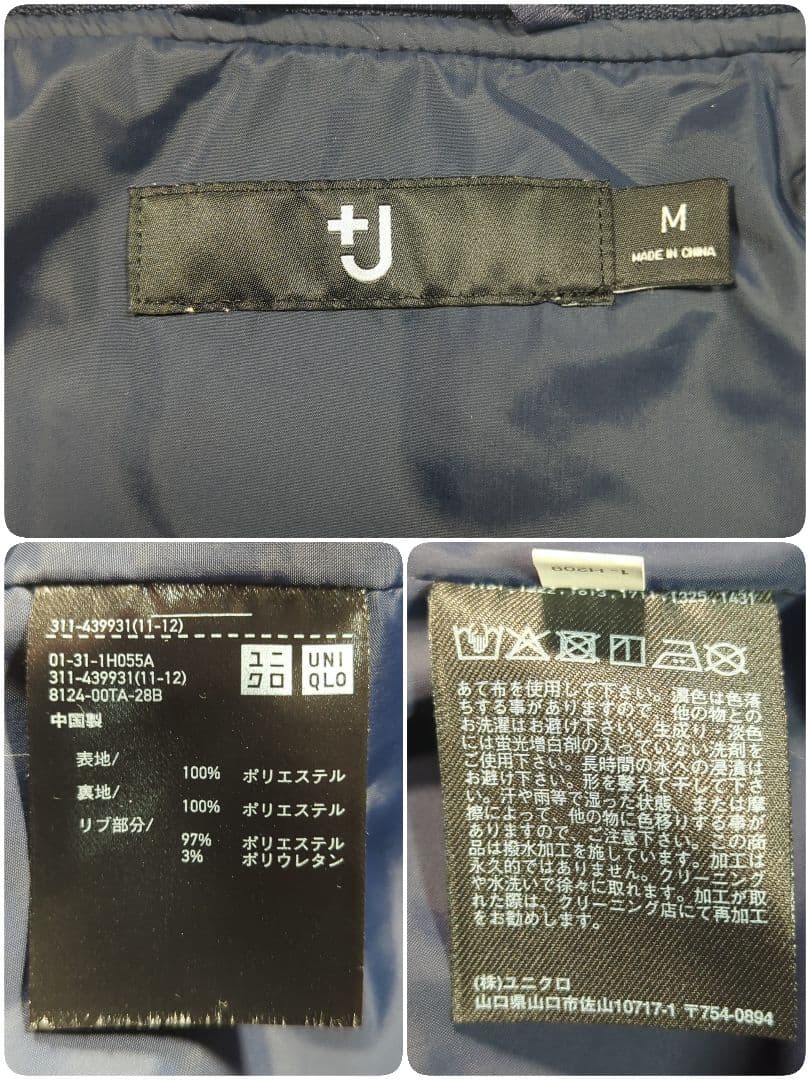 +J
M
MADE IN CHINA
311-439931(11-12)
01-31-1H055A
311-439931(11-12)
8124-00TA-28B
ユニクロ
UNIQLO
中国製
表地/
100% ポリエステル
裏地/
100% ポリエステル
リブ部分/
97% ポリエステル
3% ポリウレタン
1-H209
1325, 1431
あて布を使用して下さい。濃色は色落
ちする事がありますので、他の物との
お洗濯はお避け下さい。生成り、淡色
には蛍光増白剤の入っていない洗剤を
ご使用下さい。長時間の水への浸漬は
お避け下さい。形を整えて干して下さ
い。汗や雨等で湿った状態、または摩
擦によって、他の物に色移りする事が
ありますので、ご注意下さい。この商
品は撥水加工を施しています。加工は
永久的ではありません。クリーニング
や水洗いで徐々に取れます。加工が取
れた際は、クリーニング店にて再加工
をお勧めします。
(株)ユニクロ
山口県山口市佐山10717-1 〒754-0894